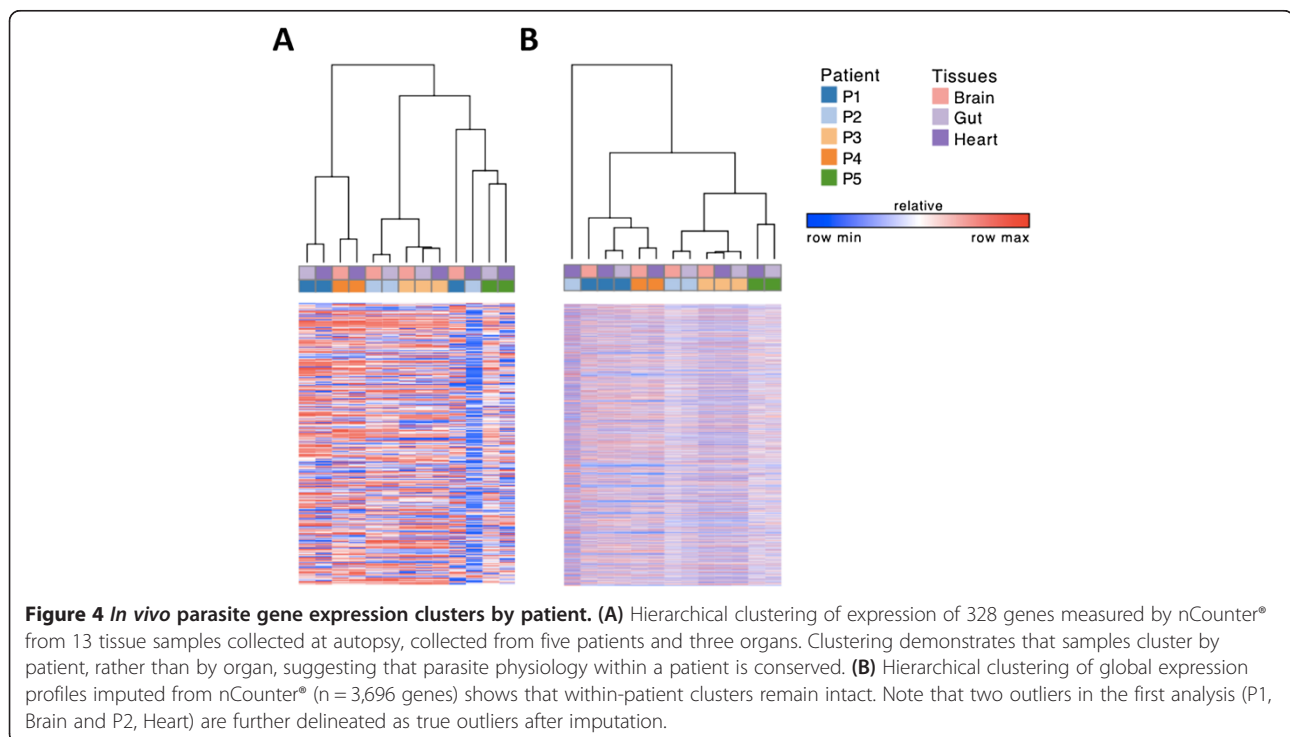 A
B
Patient
P1
P2
P3
P4
P5
Tissues
Brain
Gut
Heart
relative
row min
row max
Figure 4 In vivo parasite gene expression clusters by patient. (A) Hierarchical clustering of expression of 328 genes measured by nCounter®
from 13 tissue samples collected at autopsy, collected from five patients and three organs. Clustering demonstrates that samples cluster by
patient, rather than by organ, suggesting that parasite physiology within a patient is conserved. (B) Hierarchical clustering of global expression
profiles imputed from nCounter® (n = 3,696 genes) shows that within-patient clusters remain intact. Note that two outliers in the first analysis (P1,
Brain and P2, Heart) are further delineated as true outliers after imputation.